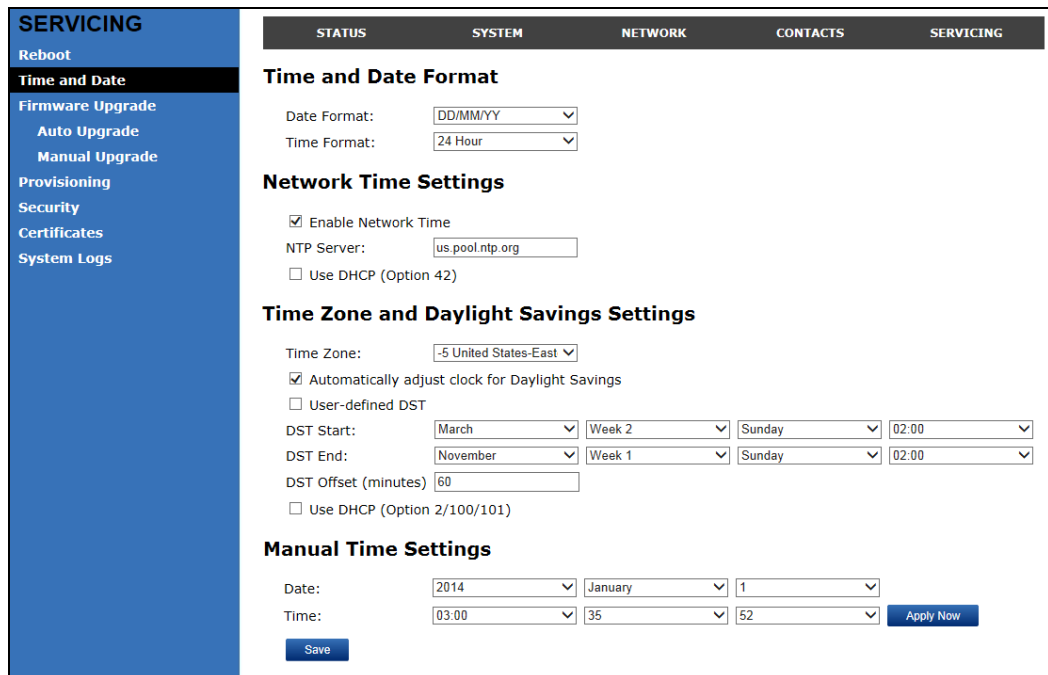 SERVICING
Reboot
Time and Date
Firmware Upgrade
Auto Upgrade
Manual Upgrade
Provisioning
Security
Certificates
System Logs
STATUS SYSTEM NETWORK CONTACTS SERVICING
Time and Date Format
Date Format: DD/MM/YY
Time Format: 24 Hour
Network Time Settings
Enable Network Time
NTP Server: us.pool.ntp.org
Use DHCP (Option 42)
Time Zone and Daylight Savings Settings
Time Zone: -5 United States-East
Automatically adjust clock for Daylight Savings
User-defined DST
DST Start: March Week 2 Sunday 02:00
DST End: November Week 1 Sunday 02:00
DST Offset (minutes) 60
Use DHCP (Option 2/100/101)
Manual Time Settings
Date: 2014 January 1
Time: 03:00 35 52 Apply Now
Save